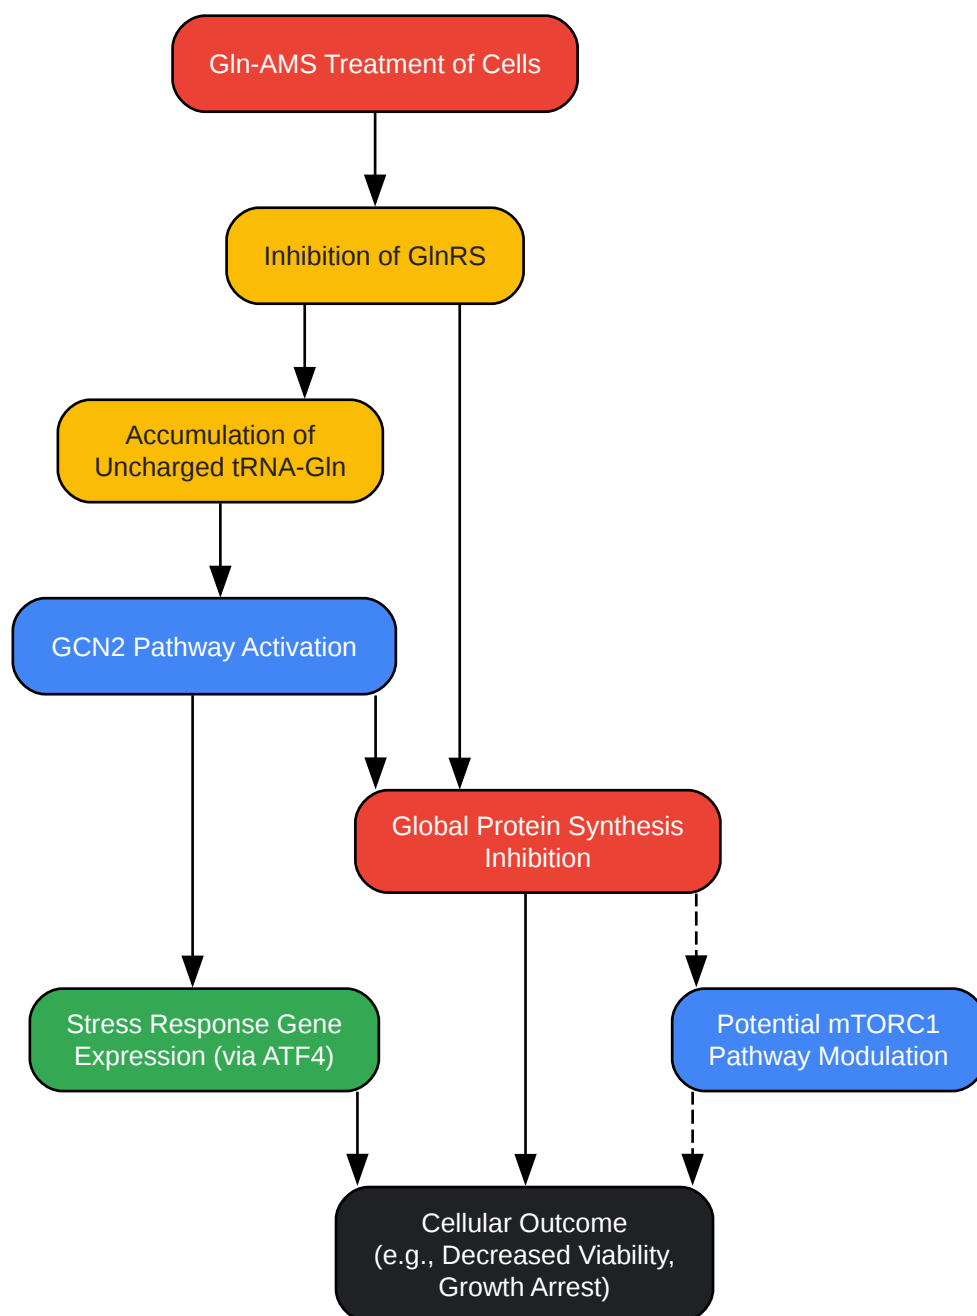 Gln-AMS Treatment of Cells
Inhibition of GlnRS
Accumulation of
Uncharged tRNA-Gln
GCN2 Pathway Activation
Global Protein Synthesis
Inhibition
Stress Response Gene
Expression (via ATF4)
Potential mTORC1
Pathway Modulation
Cellular Outcome
(e.g., Decreased Viability,
Growth Arrest)